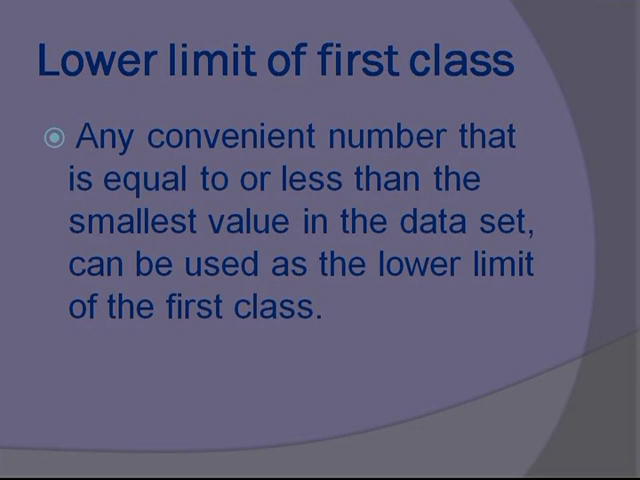 Lower limit of first class
Any convenient number that
is equal to or less than the
smallest value in the data set,
can be used as the lower limit
of the first class.